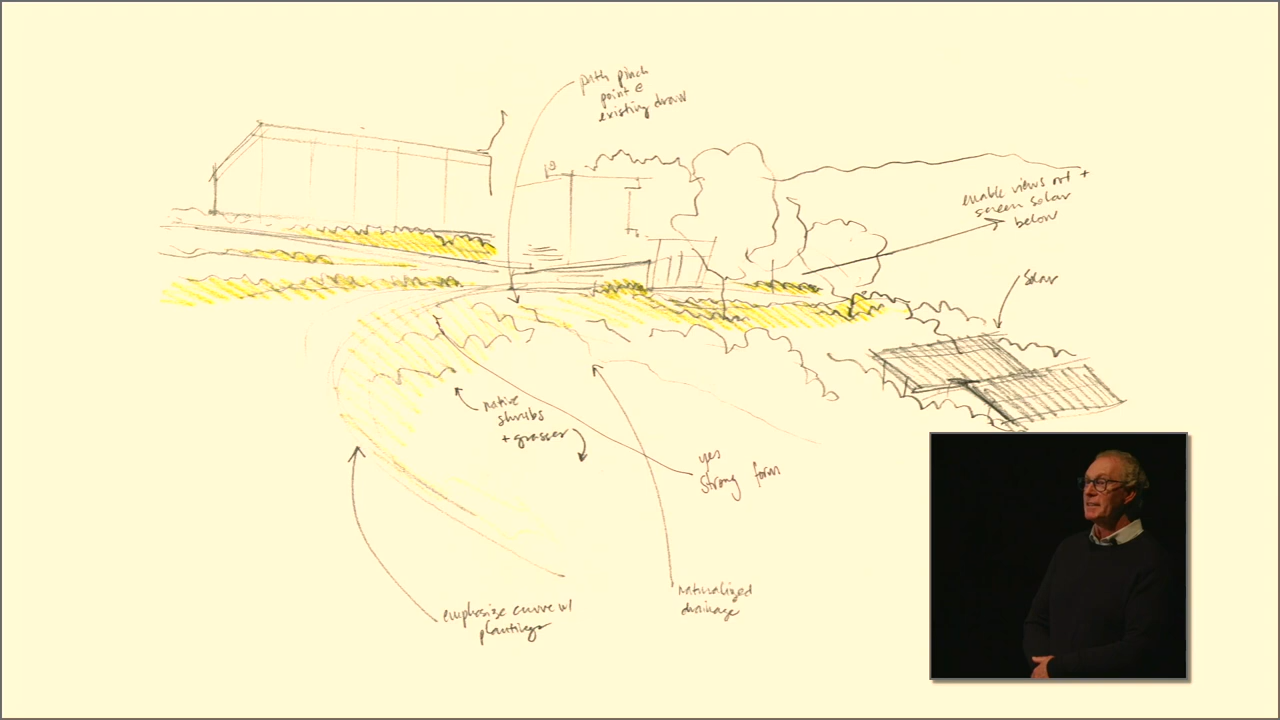 path pinch
point @
existing draw
enable views out +
screen solar
below
solar
native
shrubs
+ grasses
yes
strong form
naturalized
drainage
emphasize curve w/
plantings